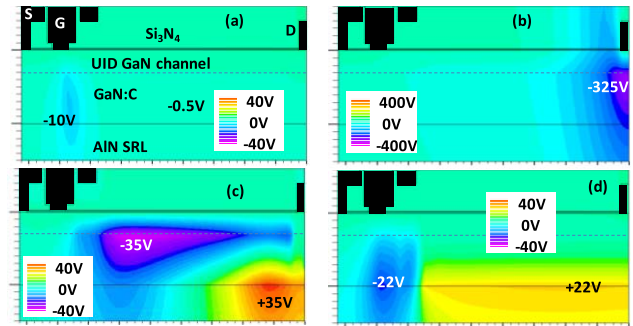 S
G
Si3N4
(a)
D
UID GaN channel
GaN:C
-0.5V
-10V
AlN SRL
40V
0V
-40V
(b)
-325V
400V
0V
-400V
(c)
-35V
40V
0V
-40V
+35V
(d)
40V
0V
-40V
-22V
+22V